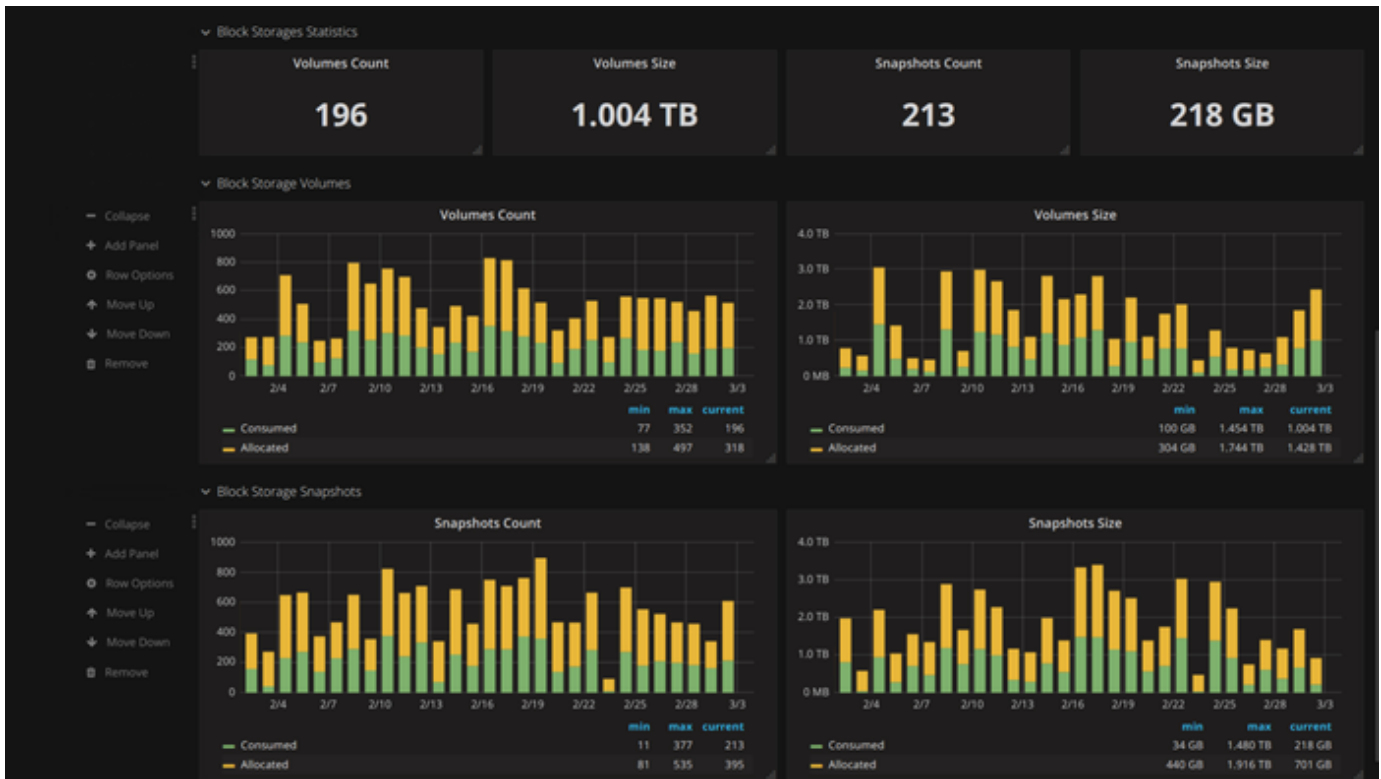 Block Storages Statistics
Volumes Count Volumes Size Snapshots Count Snapshots Size
196 1.004 TB 213 218 GB
Block Storage Volumes
Collapse
Add Panel
Row Options
Move Up
Move Down
Remove
Volumes Count
1000
800
600
400
200
0
2/4 2/7 2/10 2/13 2/16 2/19 2/22 2/25 2/28 3/3
min max current
Consumed 77 352 196
Allocated 138 497 318
Volumes Size
4.0 TB
3.0 TB
2.0 TB
1.0 TB
0 MB
2/4 2/7 2/10 2/13 2/16 2/19 2/22 2/25 2/28 3/3
min max current
Consumed 100 GB 1.454 TB 1.004 TB
Allocated 304 GB 1.744 TB 1.428 TB
Block Storage Snapshots
Collapse
Add Panel
Row Options
Move Up
Move Down
Remove
Snapshots Count
1000
800
600
400
200
0
2/4 2/7 2/10 2/13 2/16 2/19 2/22 2/25 2/28 3/3
min max current
Consumed 11 377 213
Allocated 81 535 395
Snapshots Size
4.0 TB
3.0 TB
2.0 TB
1.0 TB
0 MB
2/4 2/7 2/10 2/13 2/16 2/19 2/22 2/25 2/28 3/3
min max current
Consumed 34 GB 1.480 TB 218 GB
Allocated 440 GB 1.916 TB 701 GB